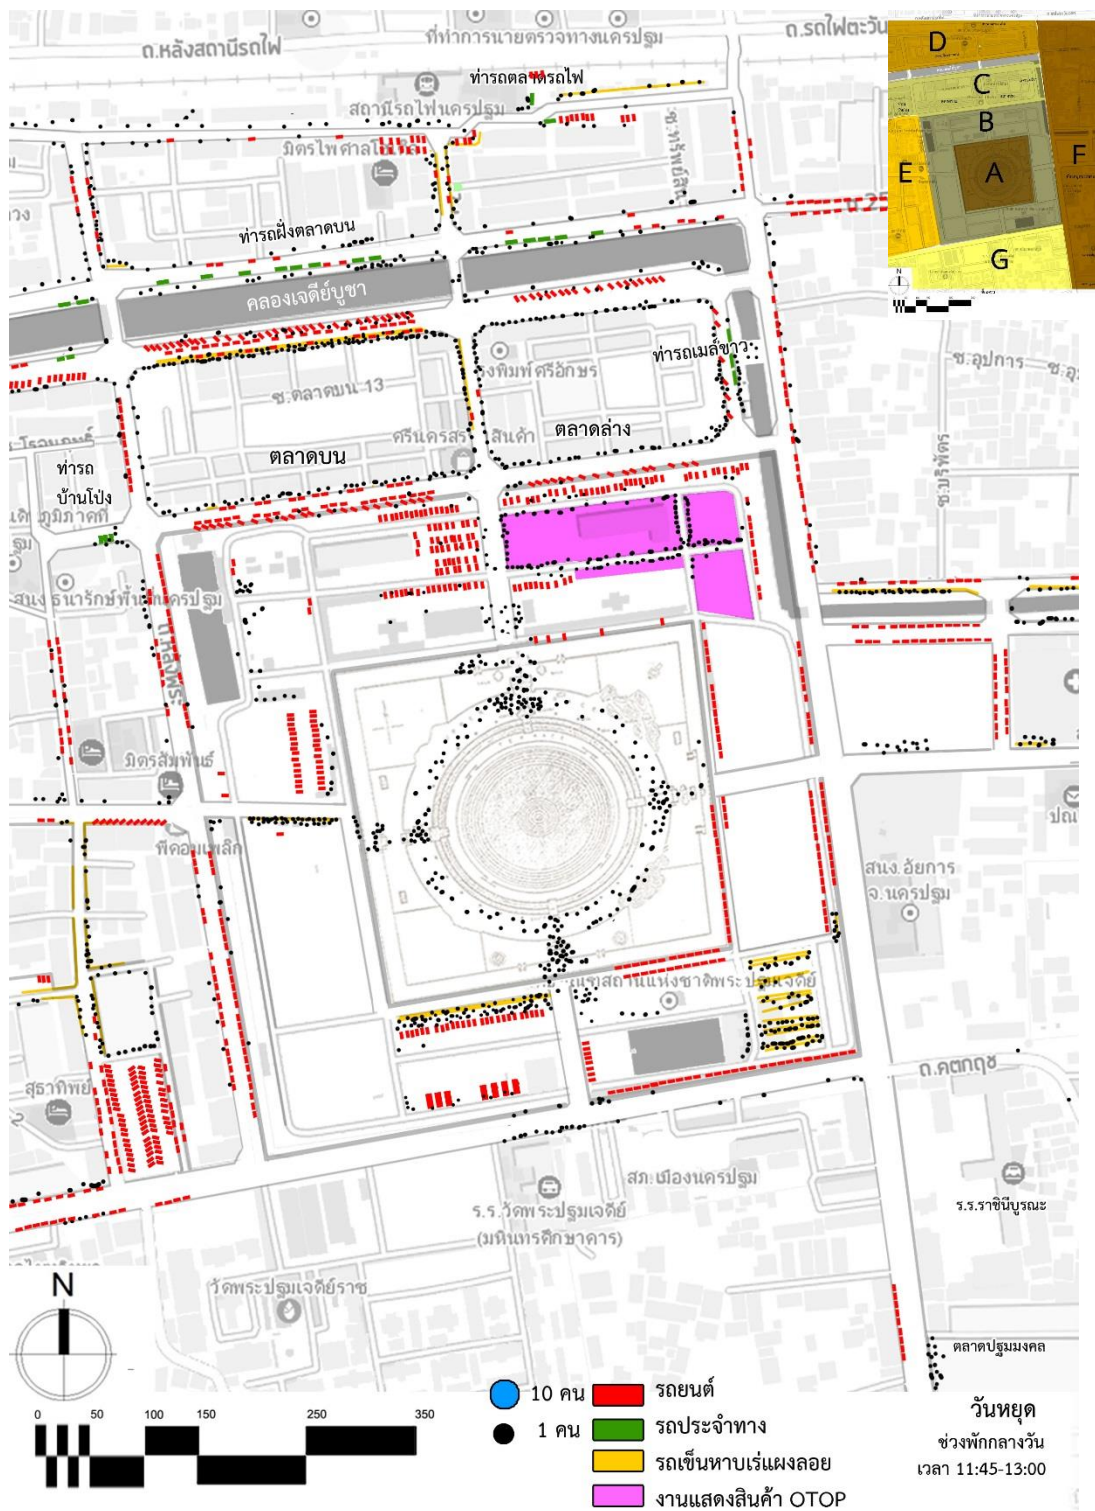 ถ.หลังสถานีรถไฟ
ที่ทำการนายตรวจทางนครปฐม
ถ.รถไฟตะวัน
ท่ารถตลาดรถไฟ
สถานีรถไฟนครปฐม
D
C
B
A
E
F
G
N
ท่ารถฝั่งตลาดบน
คลองเจดีย์บูชา
ท่ารถเมล์ขาว
ซ.อุปการ
ซ.ตลาดบน 13
ซ.บริพัตร
ตลาดล่าง
สินค้า
ตลาดบน
ท่ารถ
บ้านโป่ง
ภูมิภาคที่
มิตรสัมพันธ์
พีคอมเพล็ก
สนง.อัยการ
จ.นครปฐม
ถ.คตกฤช
สุธาทิพย์
สภ.เมืองนครปฐม
ร.ร.วัดพระปฐมเจดีย์
(มหินทรศึกษาคาร)
ร.ร.ราชินีบูรณะ
วัดพระปฐมเจดีย์ราช
N
ตลาดปฐมมงคล
0 50 100 150 250 350
10 คน
1 คน
รถยนต์
รถประจำทาง
รถเข็นหาบเร่แผงลอย
งานแสดงสินค้า OTOP
วันหยุด
ช่วงพักกลางวัน
เวลา 11:45-13:00